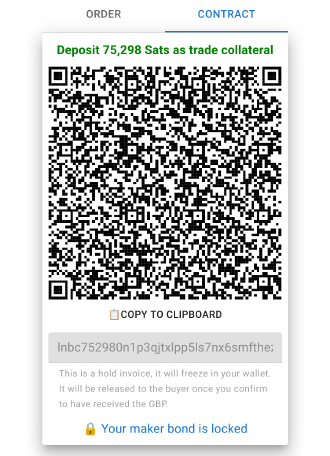 ORDER CONTRACT
Deposit 75,298 Sats as trade collateral
COPY TO CLIPBOARD
lnbc752980n1p3qjtxlpp5ls7nx6smfthe
This is a hold invoice, it will freeze in your wallet.
It will be released to the buyer once you confirm
to have received the GBP.
Your maker bond is locked